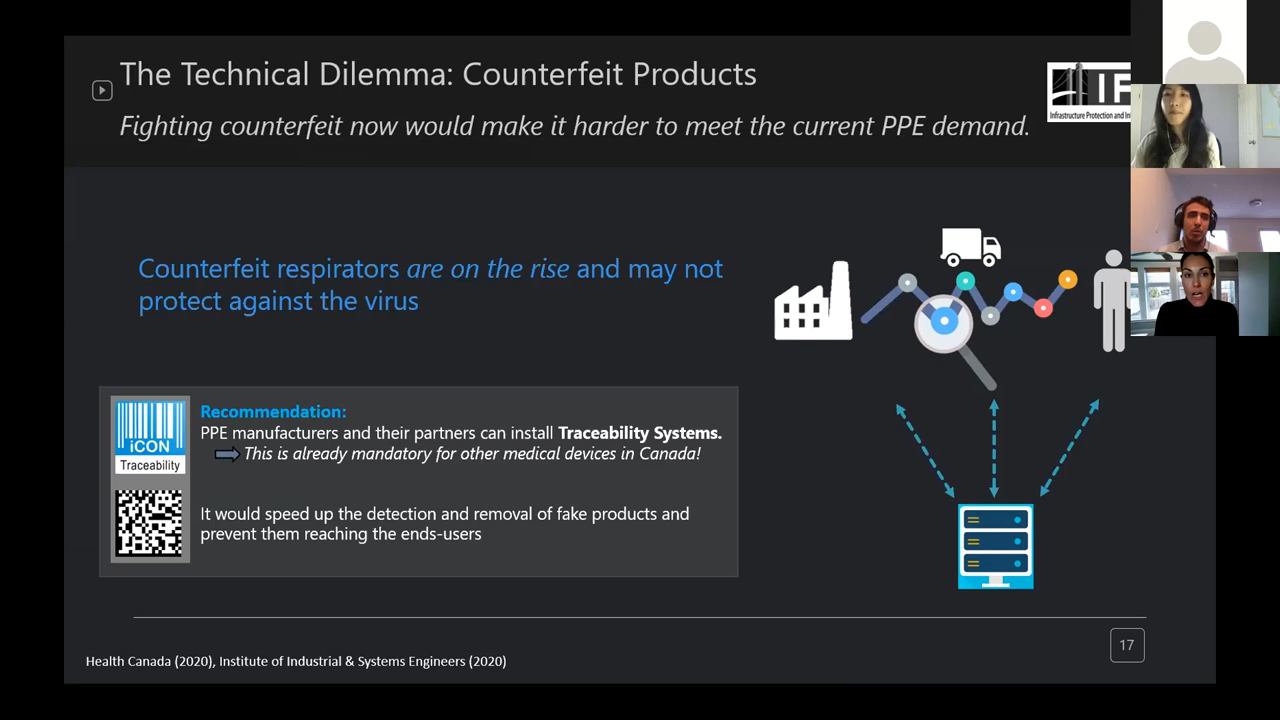 The Technical Dilemma: Counterfeit Products
Fighting counterfeit now would make it harder to meet the current PPE demand.
Infrastructure Protection and
Counterfeit respirators are on the rise and may not
protect against the virus
iCON
Traceability
Recommendation:
PPE manufacturers and their partners can install Traceability Systems.
This is already mandatory for other medical devices in Canada!
It would speed up the detection and removal of fake products and
prevent them reaching the ends-users
Health Canada (2020), Institute of Industrial & Systems Engineers (2020)
17